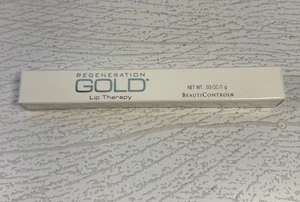 REGENERATION
GOLD®
Lip Therapy
NET WT. .03 OZ./1 g
BEAUTICONTROL®